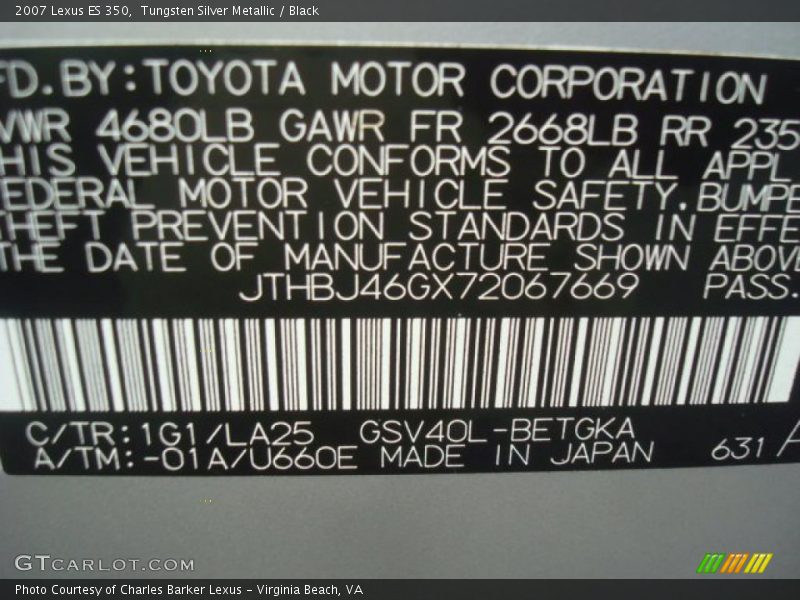 2007 Lexus ES 350,  Tungsten Silver Metallic / Black
FD. BY: TOYOTA MOTOR CORPORATION
VWR 4680LB GAWR FR 2668LB RR 235
HIS VEHICLE CONFORMS TO ALL APPL
EDERAL MOTOR VEHICLE SAFETY, BUMPE
HEFT PREVENTION STANDARDS IN EFFE
THE DATE OF MANUFACTURE SHOWN ABOV
JTHBJ46GX72067669 PASS.
C/TR: 1G1/LA25 GSV40L-BETGKA
A/TM: -01A/U660E MADE IN JAPAN 631 A
GTCARLOT.COM
Photo Courtesy of Charles Barker Lexus - Virginia Beach, VA